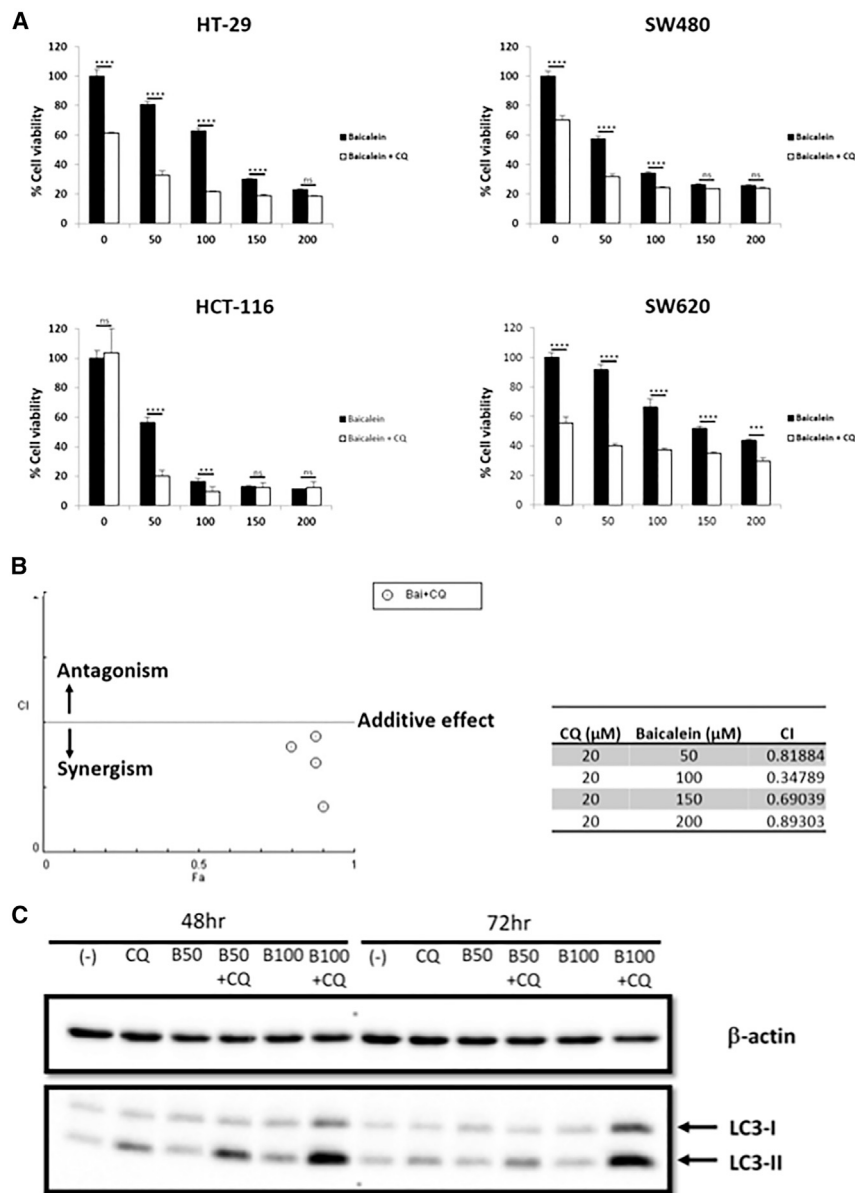 A
HT-29
% Cell viability
120
100
80
60
40
20
0
**** **** **** **** ns
0 50 100 150 200
Baicalein
Baicalein + CQ
SW480
% Cell viability
120
100
80
60
40
20
0
**** **** **** ns ns
0 50 100 150 200
Baicalein
Baicalein + CQ
HCT-116
% Cell viability
120
100
80
60
40
20
0
ns **** *** ns ns
0 50 100 150 200
Baicalein
Baicalein + CQ
SW620
% Cell viability
120
100
80
60
40
20
0
**** **** **** **** ***
0 50 100 150 200
Baicalein
Baicalein + CQ
B
Bai+CQ
Antagonism
CI
Additive effect
Synergism
0
0 0.5 1
Fa
CQ (µM) Baicalein (µM) CI
20 50 0.81884
20 100 0.34789
20 150 0.69039
20 200 0.89303
C
48hr 72hr
(-) CQ B50 B50 +CQ B100 B100 +CQ (-) CQ B50 B50 +CQ B100 B100 +CQ
β-actin
LC3-I
LC3-II